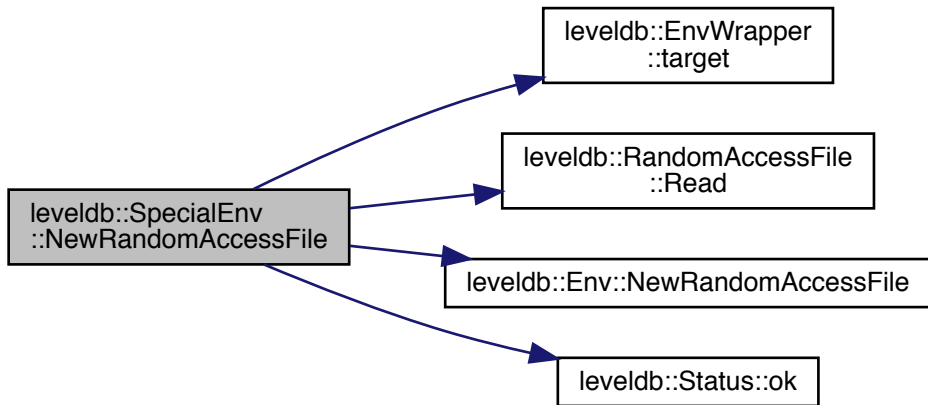 leveldb::EnvWrapper
::target
leveldb::RandomAccessFile
::Read
leveldb::SpecialEnv
::NewRandomAccessFile
leveldb::Env::NewRandomAccessFile
leveldb::Status::ok